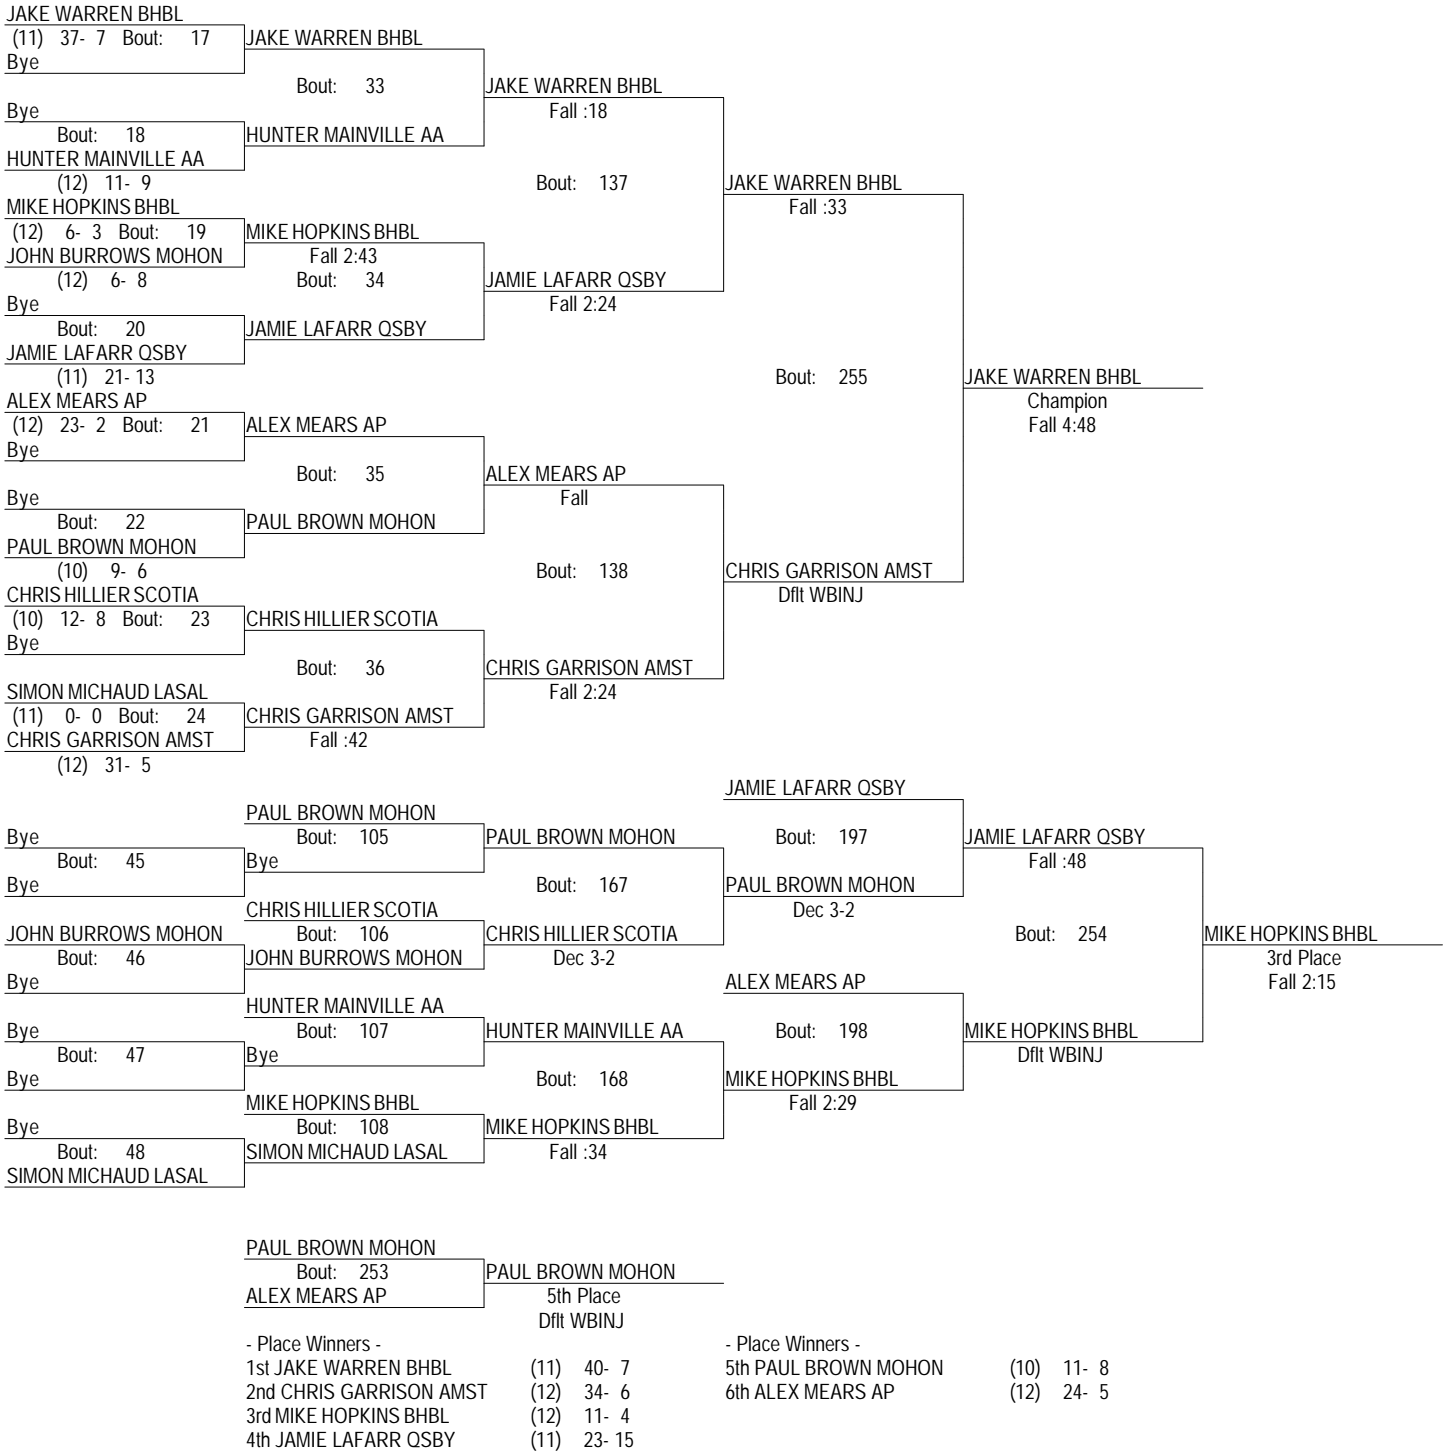 JAKE WARREN BHBL
(11) 37- 7 Bout: 17 JAKE WARREN BHBL
Bye
Bout: 33 JAKE WARREN BHBL
Bye Fall :18
Bout: 18 HUNTER MAINVILLE AA
HUNTER MAINVILLE AA
(12) 11- 9 Bout: 137 JAKE WARREN BHBL
MIKE HOPKINS BHBL Fall :33
(12) 6- 3 Bout: 19 MIKE HOPKINS BHBL
JOHN BURROWS MOHON Fall 2:43
(12) 6- 8 Bout: 34 JAMIE LAFARR QSBY
Bye Fall 2:24
Bout: 20 JAMIE LAFARR QSBY
JAMIE LAFARR QSBY
(11) 21- 13 Bout: 255 JAKE WARREN BHBL
ALEX MEARS AP Champion
(12) 23- 2 Bout: 21 ALEX MEARS AP Fall 4:48
Bye
Bout: 35 ALEX MEARS AP
Bye Fall
Bout: 22 PAUL BROWN MOHON
PAUL BROWN MOHON
(10) 9- 6 Bout: 138 CHRIS GARRISON AMST
CHRIS HILLIER SCOTIA Dflt WBINJ
(10) 12- 8 Bout: 23 CHRIS HILLIER SCOTIA
Bye
Bout: 36 CHRIS GARRISON AMST
SIMON MICHAUD LASAL Fall 2:24
(11) 0- 0 Bout: 24 CHRIS GARRISON AMST
CHRIS GARRISON AMST Fall :42
(12) 31- 5
JAMIE LAFARR QSBY
PAUL BROWN MOHON
Bye Bout: 105 PAUL BROWN MOHON Bout: 197 JAMIE LAFARR QSBY
Bout: 45 Bye Fall :48
Bye Bout: 167 PAUL BROWN MOHON
CHRIS HILLIER SCOTIA Dec 3-2
JOHN BURROWS MOHON Bout: 106 CHRIS HILLIER SCOTIA Bout: 254 MIKE HOPKINS BHBL
Bout: 46 JOHN BURROWS MOHON Dec 3-2 3rd Place
Bye ALEX MEARS AP Fall 2:15
HUNTER MAINVILLE AA
Bye Bout: 107 HUNTER MAINVILLE AA Bout: 198 MIKE HOPKINS BHBL
Bout: 47 Bye Dflt WBINJ
Bye Bout: 168 MIKE HOPKINS BHBL
MIKE HOPKINS BHBL Fall 2:29
Bye Bout: 108 MIKE HOPKINS BHBL
Bout: 48 SIMON MICHAUD LASAL Fall :34
SIMON MICHAUD LASAL
PAUL BROWN MOHON
Bout: 253 PAUL BROWN MOHON
ALEX MEARS AP 5th Place
Dflt WBINJ
- Place Winners - - Place Winners -
1st JAKE WARREN BHBL (11) 40- 7 5th PAUL BROWN MOHON (10) 11- 8
2nd CHRIS GARRISON AMST (12) 34- 6 6th ALEX MEARS AP (12) 24- 5
3rd MIKE HOPKINS BHBL (12) 11- 4
4th JAMIE LAFARR QSBY (11) 23- 15